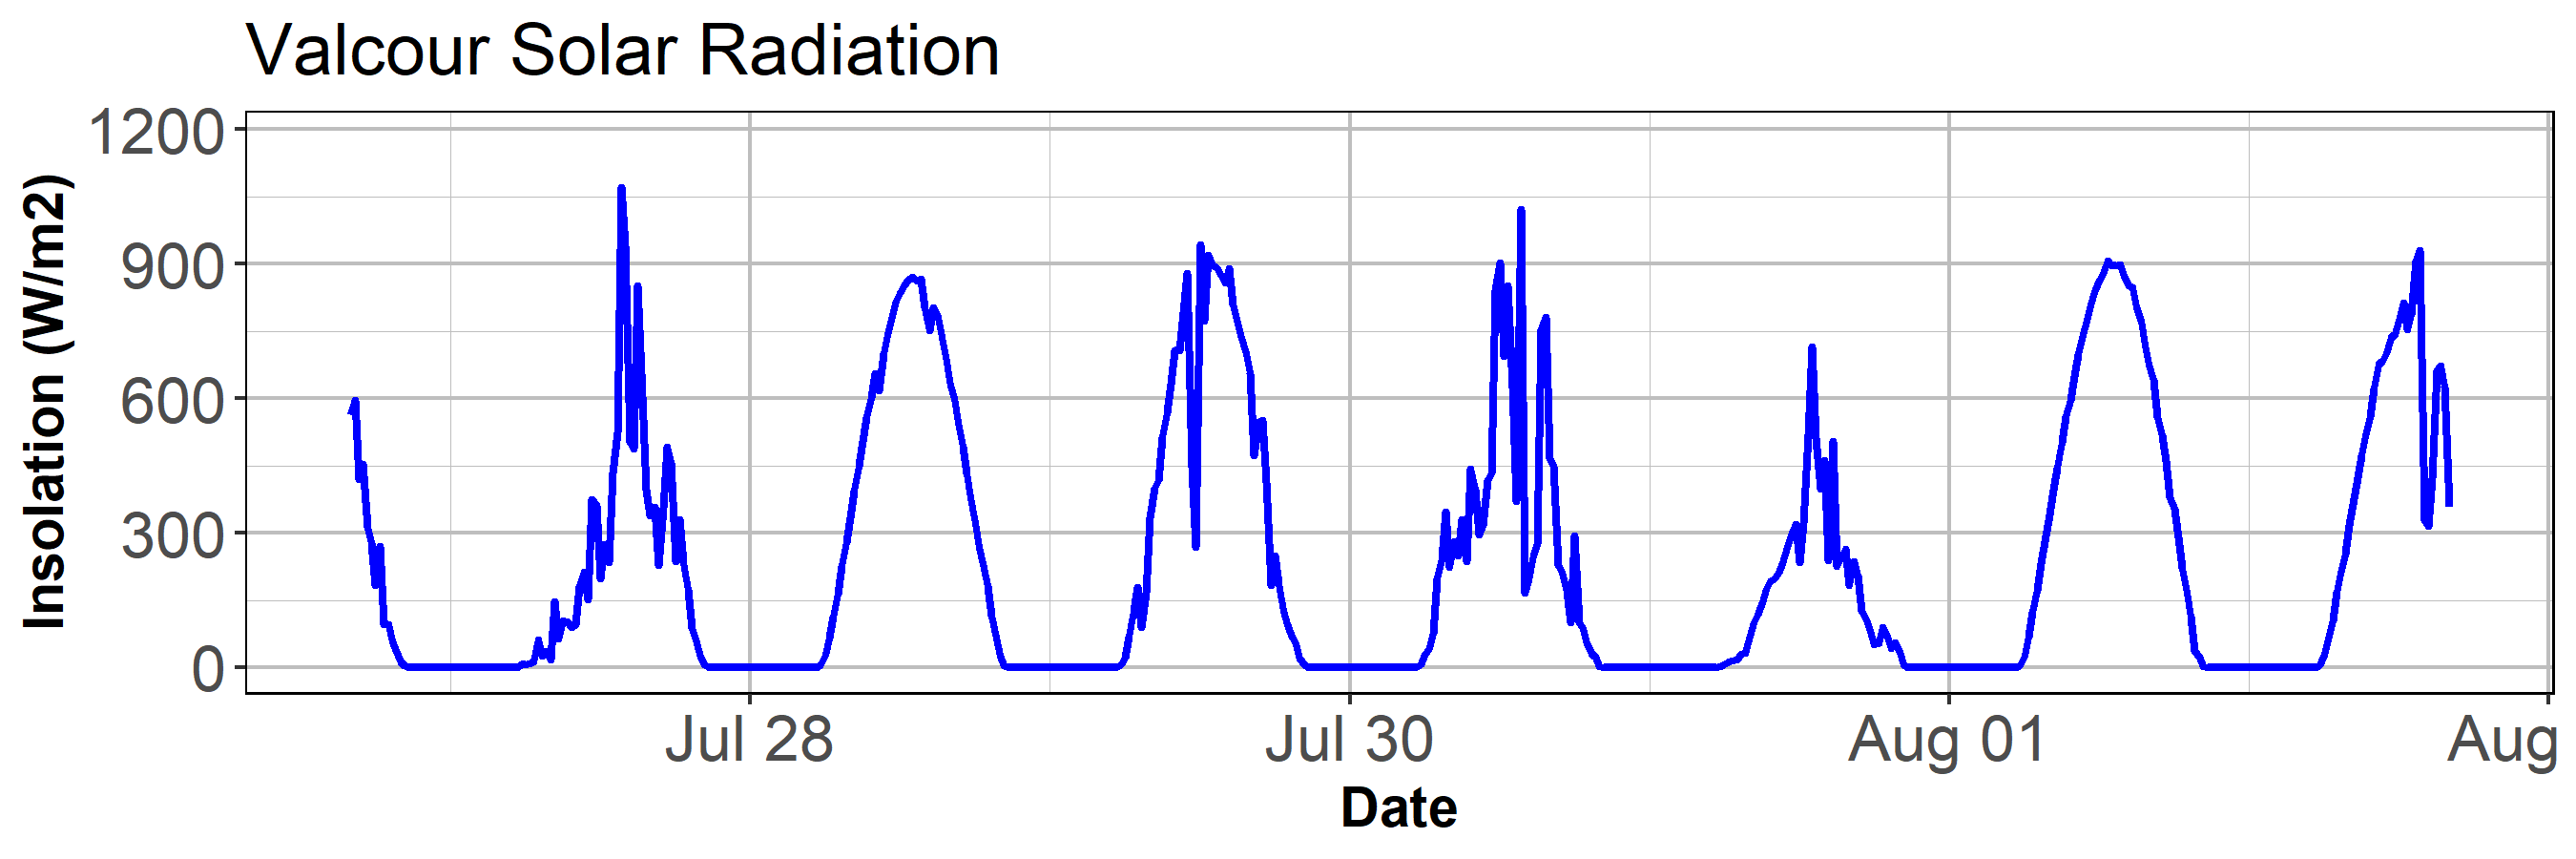 Valcour Solar Radiation
1200
900
600
300
0
Insolation (W/m2)
Jul 28 Jul 30 Aug 01 Aug
Date